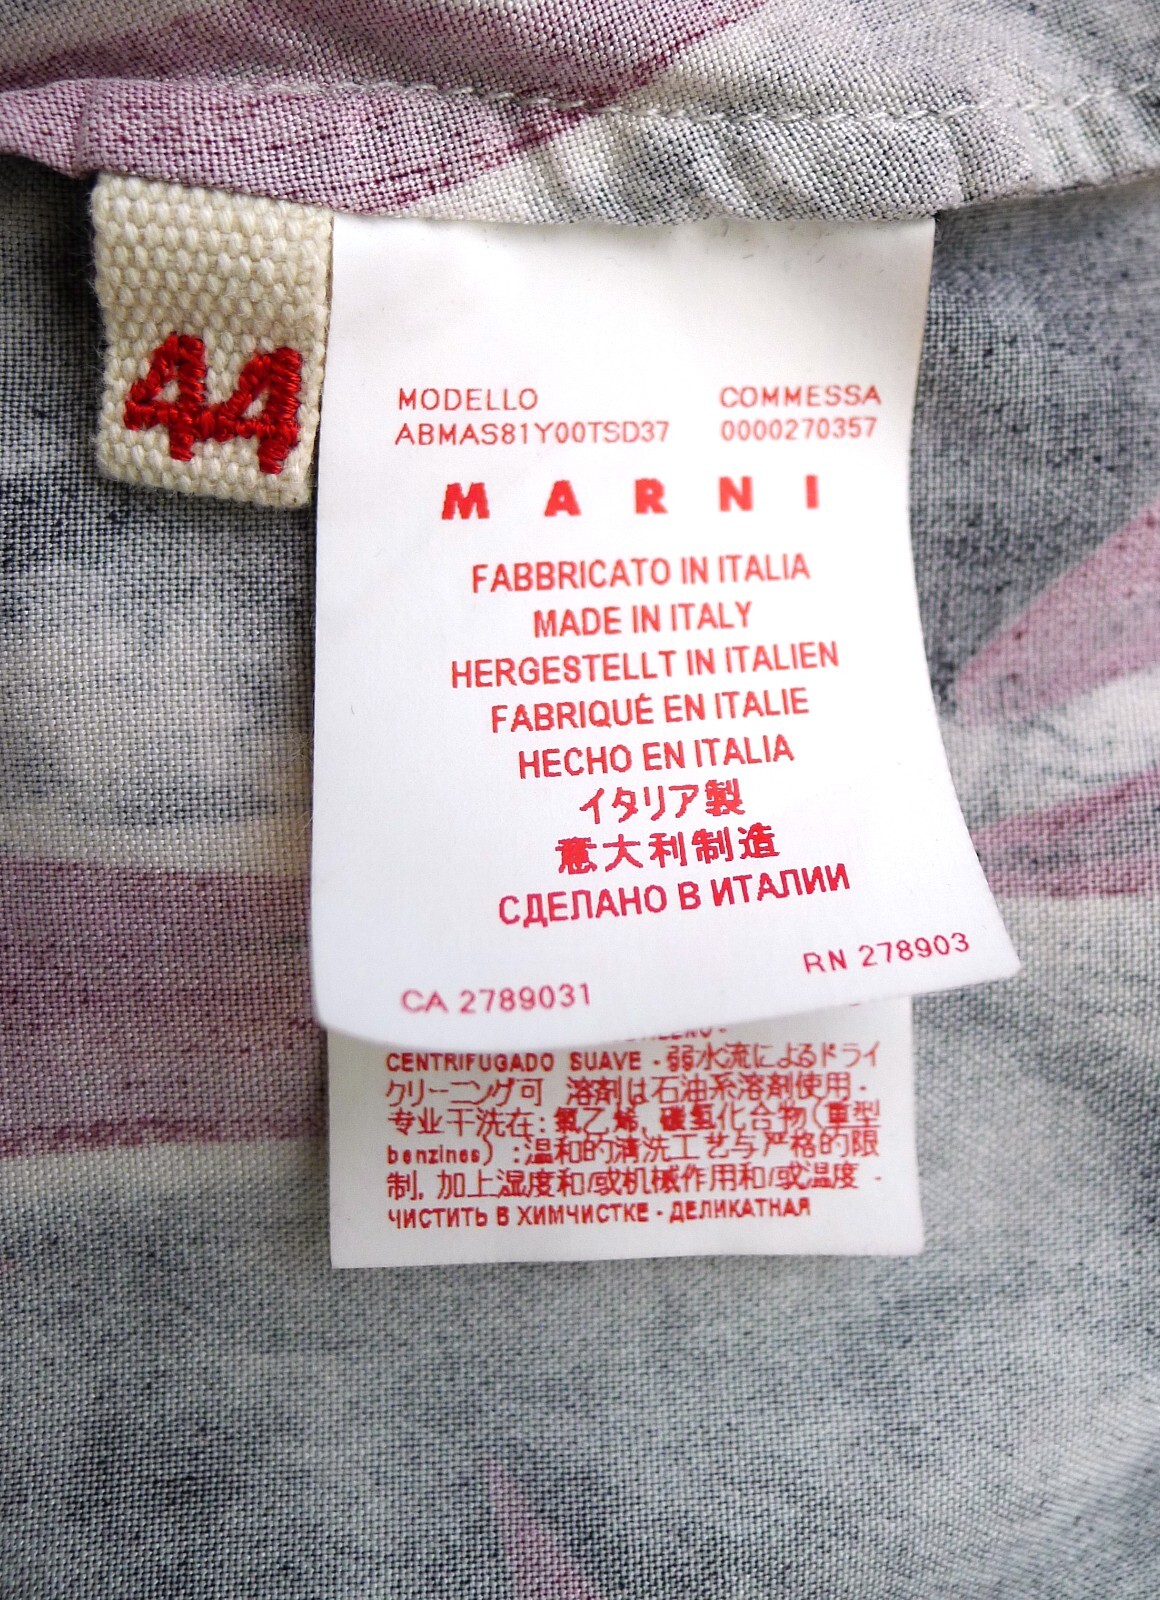 44
MODELLO COMMESSA
ABMAS81Y00TSD37 0000270357
MARNI
FABBRICATO IN ITALIA
MADE IN ITALY
HERGESTELLT IN ITALIEN
FABRIQUÉ EN ITALIE
HECHO EN ITALIA
イタリア製
意大利制造
СДЕЛАНО В ИТАЛИИ
RN 278903
CA 2789031
CENTRIFUGADO SUAVE - 弱水流によるドライ
クリーニング可 溶剤は石油系溶剤使用 -
专业干洗在: 氯乙烯, 碳氢化合物(重型
benzines) :温和的清洗工艺与严格的限
制, 加上湿度和/或机械作用和/或温度 -
ЧИСТИТЬ В ХИМЧИСТКЕ - ДЕЛИКАТНАЯ